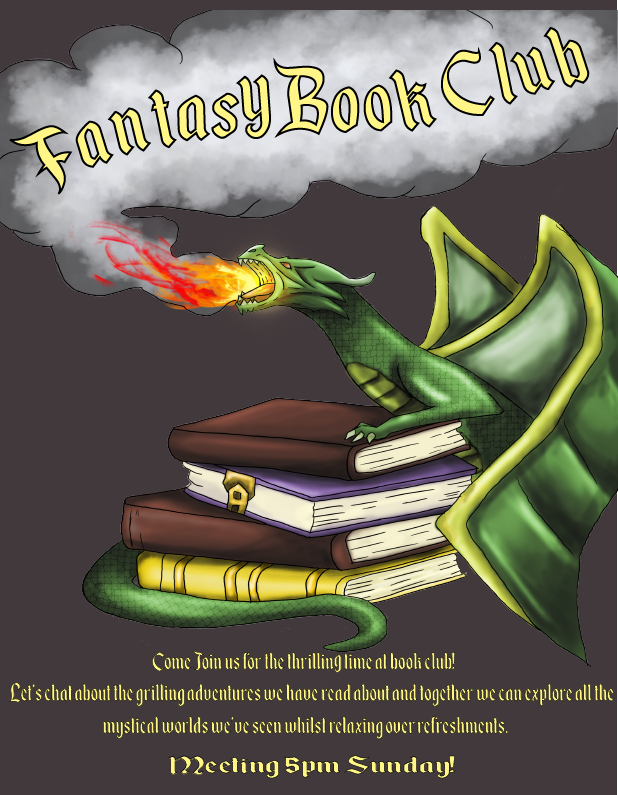 Fantasy Book Club
Come Join us for the thrilling time at book club!
Let's chat about the grilling adventures we have read about and together we can explore all the
mystical worlds we've seen whilst relaxing over refreshments.
Meeting 5pm Sunday!